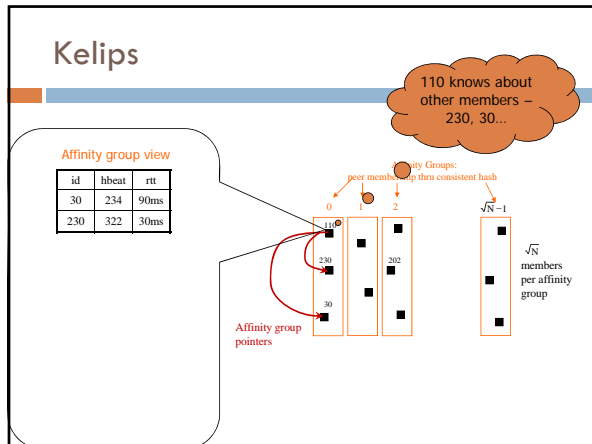 Kelips
110 knows about
other members –
230, 30...
Affinity group view
id hbeat rtt
30 234 90ms
230 322 30ms
Groups:
peer thru consistent hash
0 1 2 √N −1
110
230 202
30
√N
members
per affinity
group
Affinity group
pointers